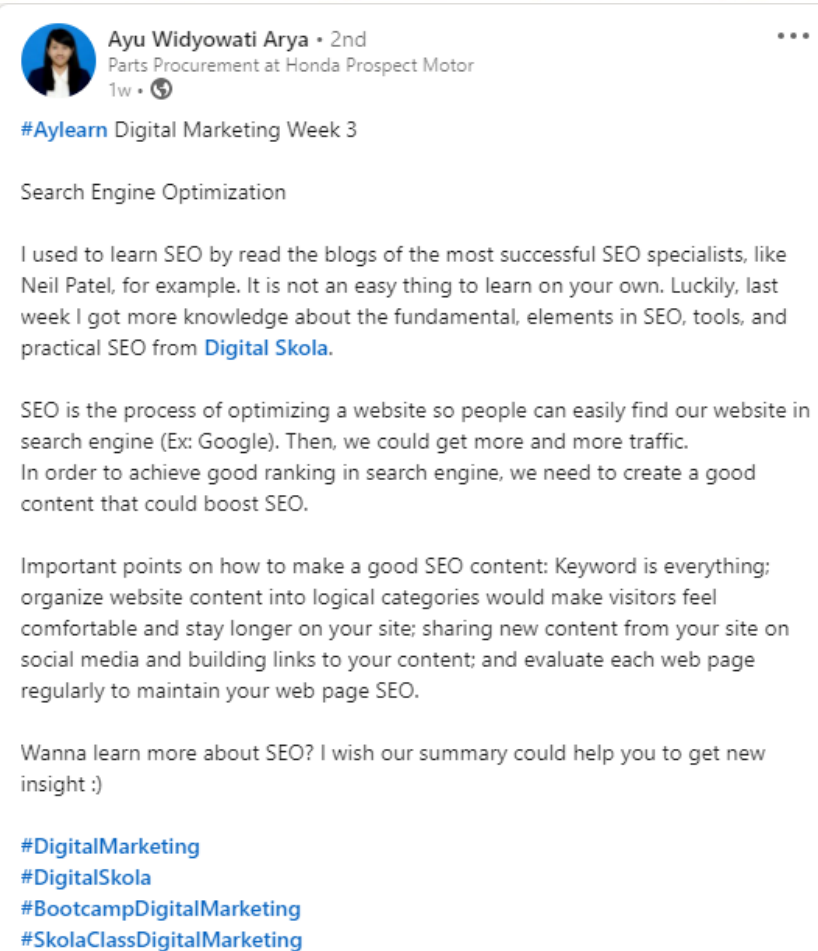 Ayu Widyowati Arya • 2nd
Parts Procurement at Honda Prospect Motor
1w •
#Aylearn Digital Marketing Week 3
Search Engine Optimization
I used to learn SEO by read the blogs of the most successful SEO specialists, like
Neil Patel, for example. It is not an easy thing to learn on your own. Luckily, last
week I got more knowledge about the fundamental, elements in SEO, tools, and
practical SEO from Digital Skola.
SEO is the process of optimizing a website so people can easily find our website in
search engine (Ex: Google). Then, we could get more and more traffic.
In order to achieve good ranking in search engine, we need to create a good
content that could boost SEO.
Important points on how to make a good SEO content: Keyword is everything;
organize website content into logical categories would make visitors feel
comfortable and stay longer on your site; sharing new content from your site on
social media and building links to your content; and evaluate each web page
regularly to maintain your web page SEO.
Wanna learn more about SEO? I wish our summary could help you to get new
insight :)
#DigitalMarketing
#DigitalSkola
#BootcampDigitalMarketing
#SkolaClassDigitalMarketing